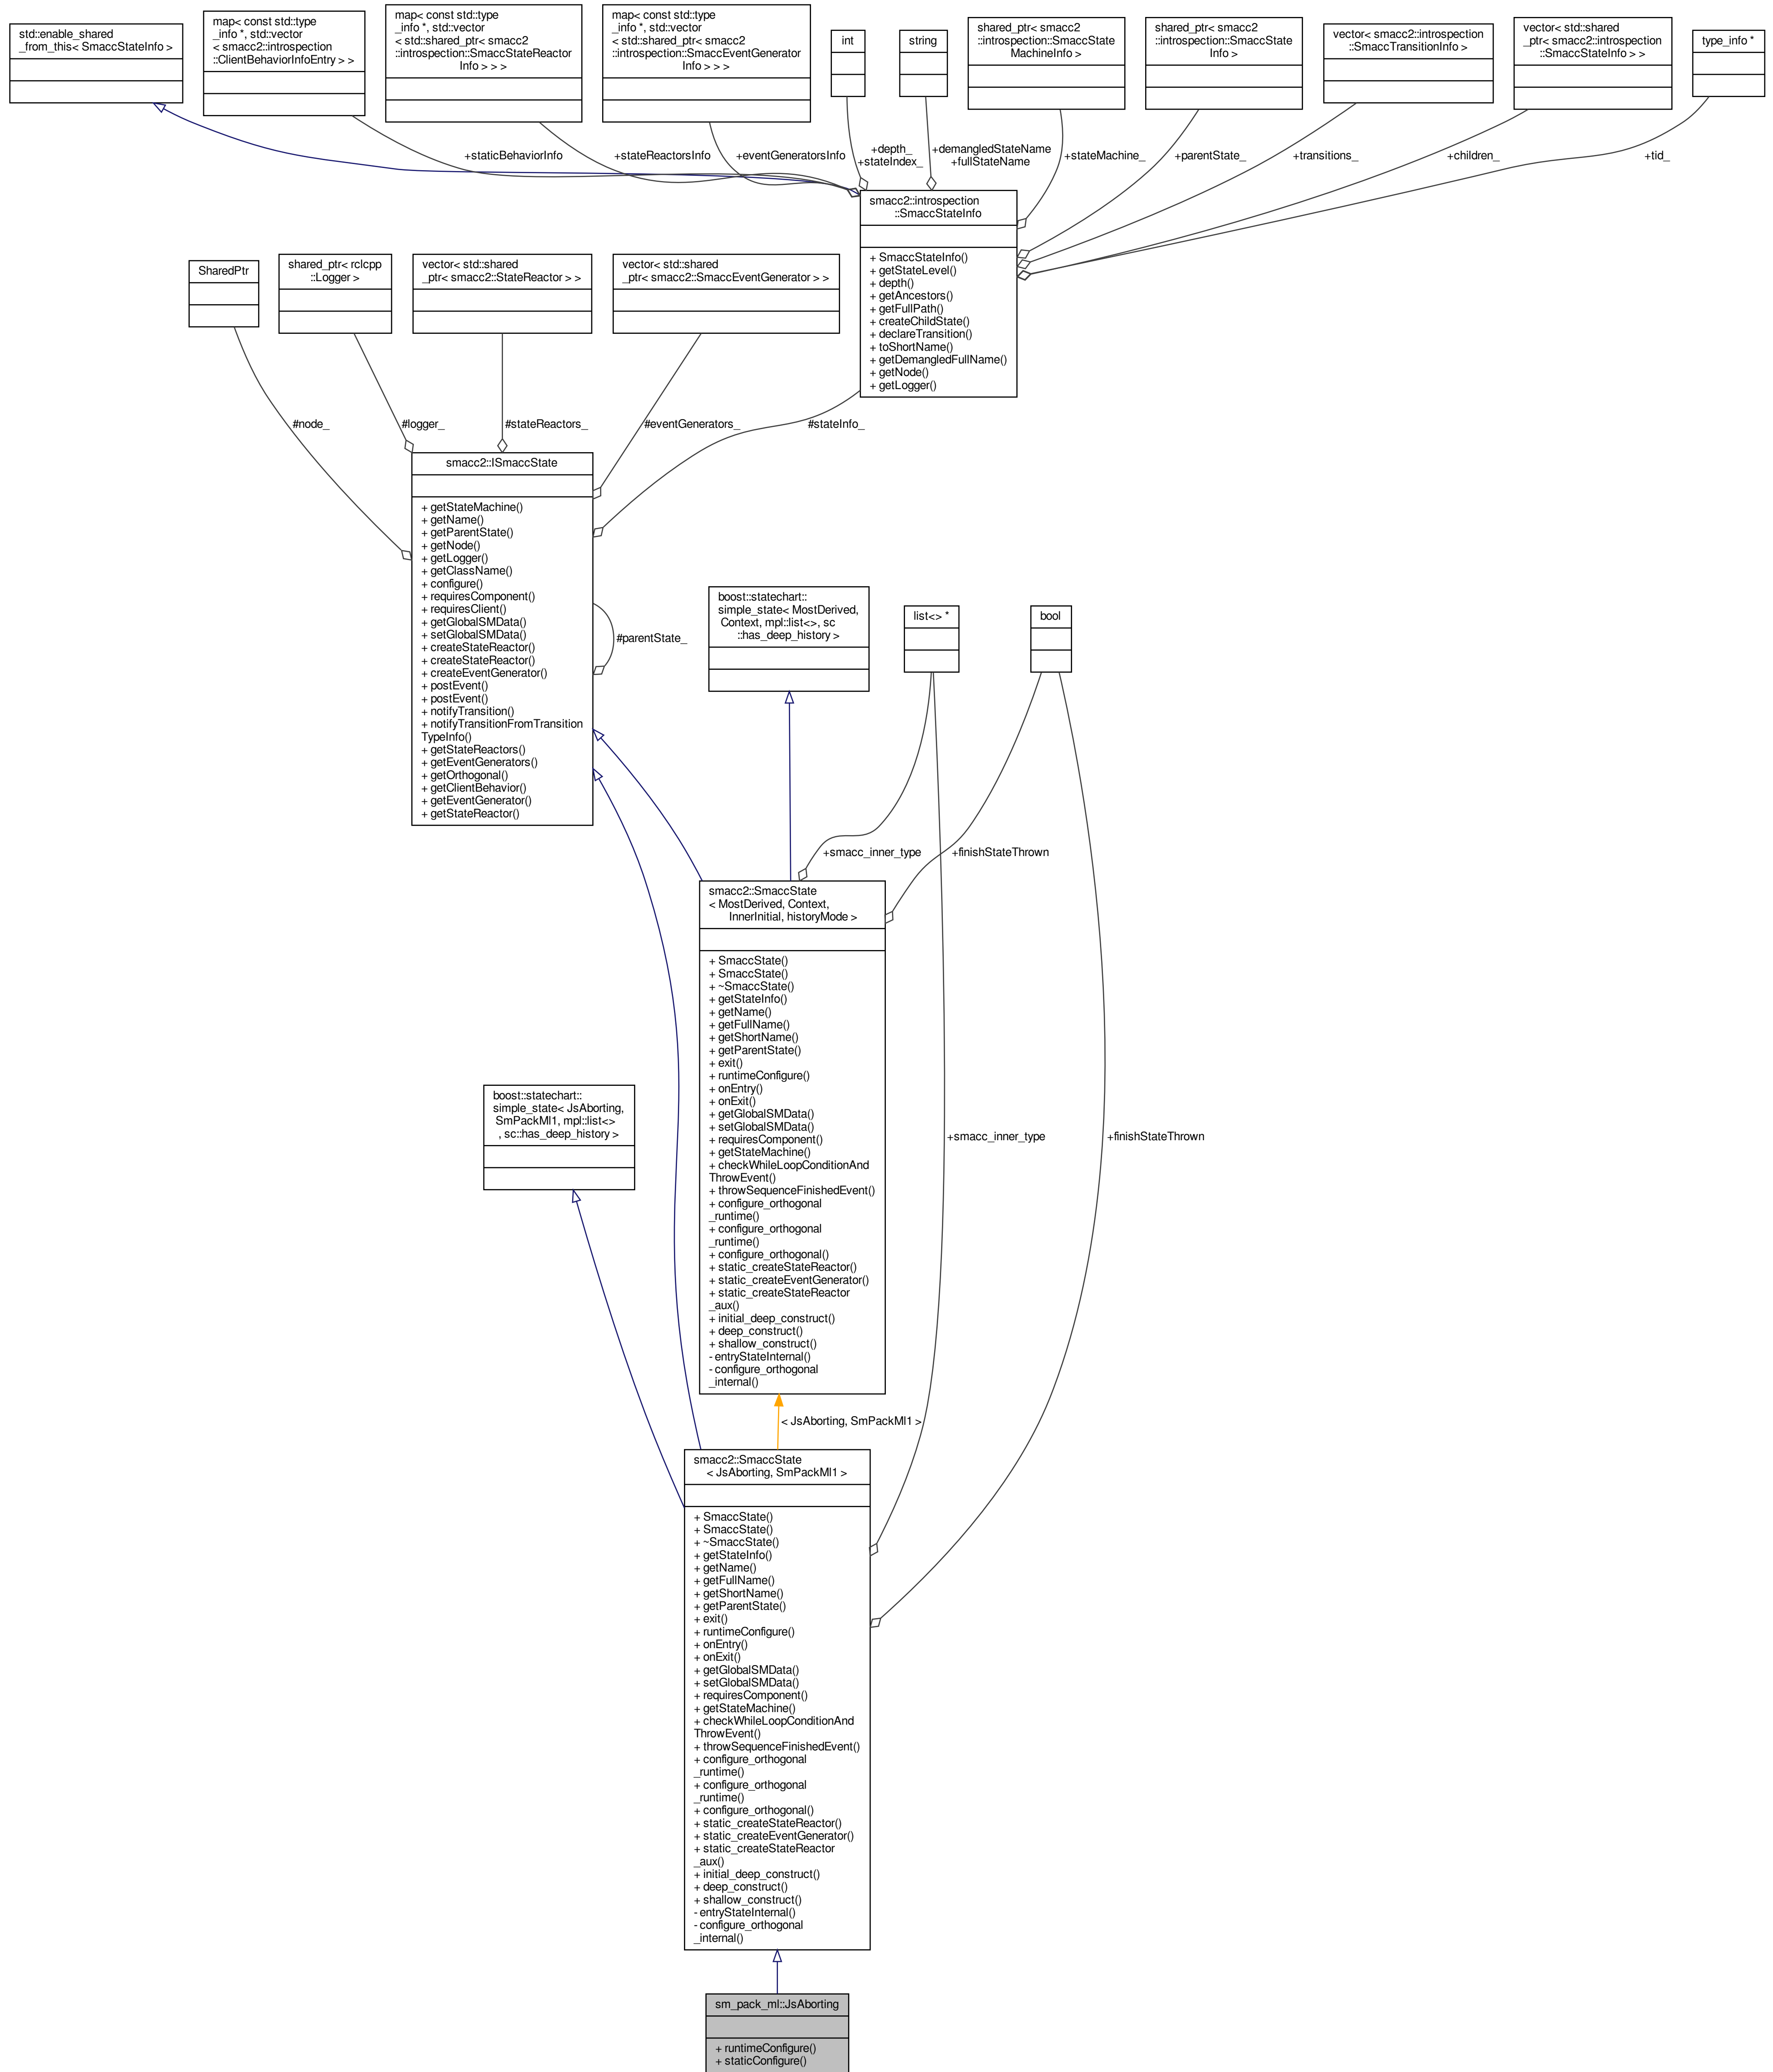 std::enable_shared
_from_this< SmaccStateInfo >
map< const std::type
_info *, std::vector
< smacc2::introspection
::ClientBehaviorInfoEntry > >
map< const std::type
_info *, std::vector
< std::shared_ptr< smacc2
::introspection::SmaccStateReactor
Info > > >
map< const std::type
_info *, std::vector
< std::shared_ptr< smacc2
::introspection::SmaccEventGenerator
Info > > >
int
string
shared_ptr< smacc2
::introspection::SmaccState
MachineInfo >
shared_ptr< smacc2
::introspection::SmaccState
Info >
vector< smacc2::introspection
::SmaccTransitionInfo >
vector< std::shared
_ptr< smacc2::introspection
::SmaccStateInfo > >
type_info *
+staticBehaviorInfo
+stateReactorsInfo
+eventGeneratorsInfo
+depth_
+stateIndex_
+demangledStateName
+fullStateName
+stateMachine_
+parentState_
+transitions_
+children_
+tid_
smacc2::introspection
::SmaccStateInfo
+ SmaccStateInfo()
+ getStateLevel()
+ depth()
+ getAncestors()
+ getFullPath()
+ createChildState()
+ declareTransition()
+ toShortName()
+ getDemangledFullName()
+ getNode()
+ getLogger()
SharedPtr
shared_ptr< rclcpp
::Logger >
vector< std::shared
_ptr< smacc2::StateReactor > >
vector< std::shared
_ptr< smacc2::SmaccEventGenerator > >
#node_
#logger_
#stateReactors_
#eventGenerators_
#stateInfo_
smacc2::ISmaccState
+ getStateMachine()
+ getName()
+ getParentState()
+ getNode()
+ getLogger()
+ getClassName()
+ configure()
+ requiresComponent()
+ requiresClient()
+ getGlobalSMData()
+ setGlobalSMData()
+ createStateReactor()
+ createStateReactor()
+ createEventGenerator()
+ postEvent()
+ postEvent()
+ notifyTransition()
+ notifyTransitionFromTransition
TypeInfo()
+ getStateReactors()
+ getEventGenerators()
+ getOrthogonal()
+ getClientBehavior()
+ getEventGenerator()
+ getStateReactor()
#parentState_
boost::statechart::
simple_state< MostDerived,
Context, mpl::list<>, sc
::has_deep_history >
list<> *
bool
+smacc_inner_type
+finishStateThrown
smacc2::SmaccState
< MostDerived, Context,
InnerInitial, historyMode >
+ SmaccState()
+ SmaccState()
+ ~SmaccState()
+ getStateInfo()
+ getName()
+ getFullName()
+ getShortName()
+ getParentState()
+ exit()
+ runtimeConfigure()
+ onEntry()
+ onExit()
+ getGlobalSMData()
+ setGlobalSMData()
+ requiresComponent()
+ getStateMachine()
+ checkWhileLoopConditionAnd
ThrowEvent()
+ throwSequenceFinishedEvent()
+ configure_orthogonal
_runtime()
+ configure_orthogonal
_runtime()
+ configure_orthogonal()
+ static_createStateReactor()
+ static_createEventGenerator()
+ static_createStateReactor
_aux()
+ initial_deep_construct()
+ deep_construct()
+ shallow_construct()
- entryStateInternal()
- configure_orthogonal
_internal()
boost::statechart::
simple_state< JsAborting,
SmPackMl1, mpl::list<>
, sc::has_deep_history >
+smacc_inner_type
+finishStateThrown
< JsAborting, SmPackMl1 >
smacc2::SmaccState
< JsAborting, SmPackMl1 >
+ SmaccState()
+ SmaccState()
+ ~SmaccState()
+ getStateInfo()
+ getName()
+ getFullName()
+ getShortName()
+ getParentState()
+ exit()
+ runtimeConfigure()
+ onEntry()
+ onExit()
+ getGlobalSMData()
+ setGlobalSMData()
+ requiresComponent()
+ getStateMachine()
+ checkWhileLoopConditionAnd
ThrowEvent()
+ throwSequenceFinishedEvent()
+ configure_orthogonal
_runtime()
+ configure_orthogonal
_runtime()
+ configure_orthogonal()
+ static_createStateReactor()
+ static_createEventGenerator()
+ static_createStateReactor
_aux()
+ initial_deep_construct()
+ deep_construct()
+ shallow_construct()
- entryStateInternal()
- configure_orthogonal
_internal()
sm_pack_ml::JsAborting
+ runtimeConfigure()
+ staticConfigure()